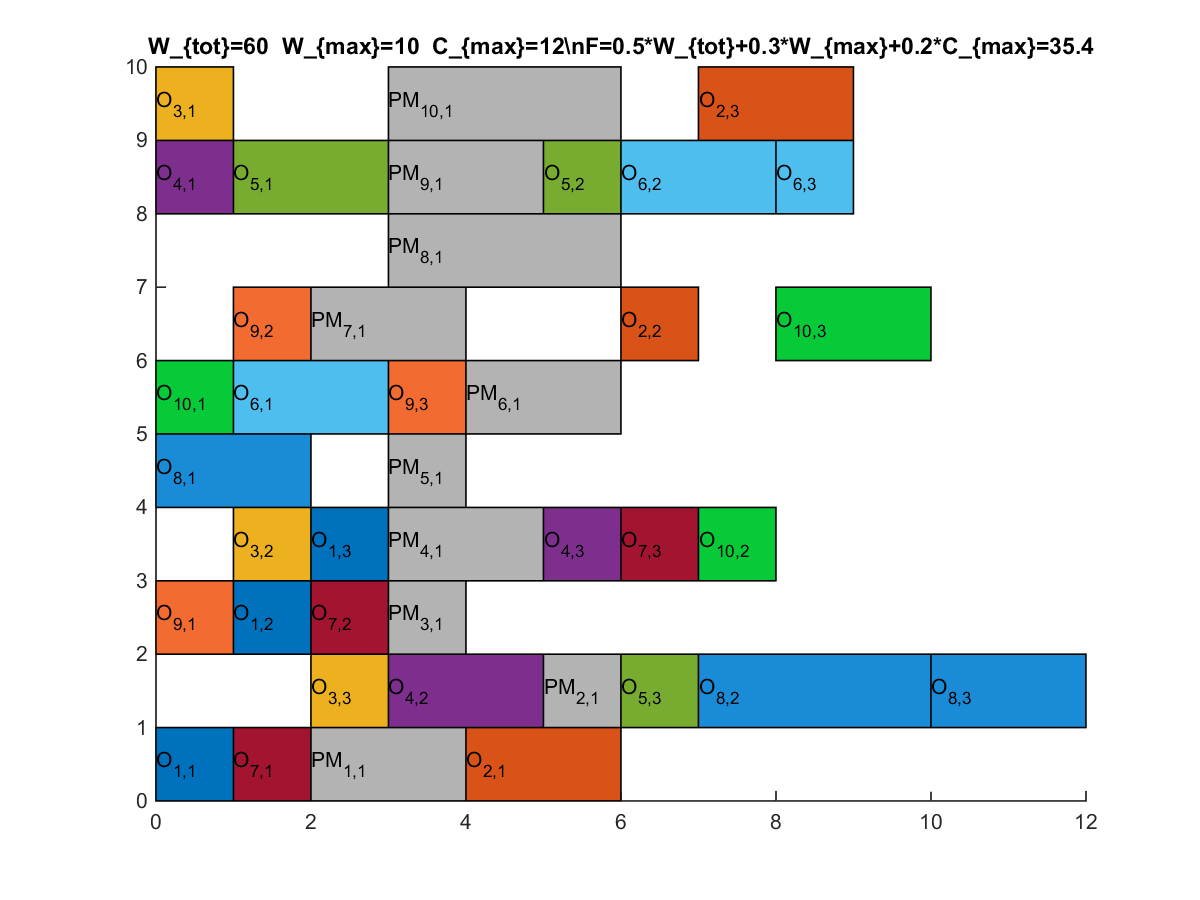 W_{tot}=60  W_{max}=10  C_{max}=12\nF=0.5*W_{tot}+0.3*W_{max}+0.2*C_{max}=35.4
10
O3,1 PM10,1 O2,3
9
O4,1 O5,1 PM9,1 O5,2 O6,2 O6,3
8
PM8,1
7
O9,2 PM7,1 O2,2 O10,3
6
O10,1 O6,1 O9,3 PM6,1
5
O8,1 PM5,1
4
O3,2 O1,3 PM4,1 O4,3 O7,3 O10,2
3
O9,1 O1,2 O7,2 PM3,1
2
O3,3 O4,2 PM2,1 O5,3 O8,2 O8,3
1
O1,1 O7,1 PM1,1 O2,1
0
0 2 4 6 8 10 12